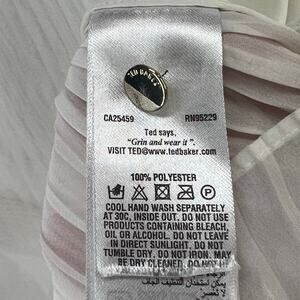 TED BAKER
CA25459 RN95229
Ted says,
"Grin and wear it".
VISIT TED@www.tedbaker.com
100% POLYESTER
COOL HAND WASH SEPARATELY
AT 30C, INSIDE OUT. DO NOT USE
PRODUCTS CONTAINING BLEACH,
OIL OR ALCOHOL. DO NOT LEAVE
IN DIRECT SUNLIGHT. DO NOT
TUMBLE DRY. DO NOT IRON. MAY
BE DRY CLEANED. DO NOT